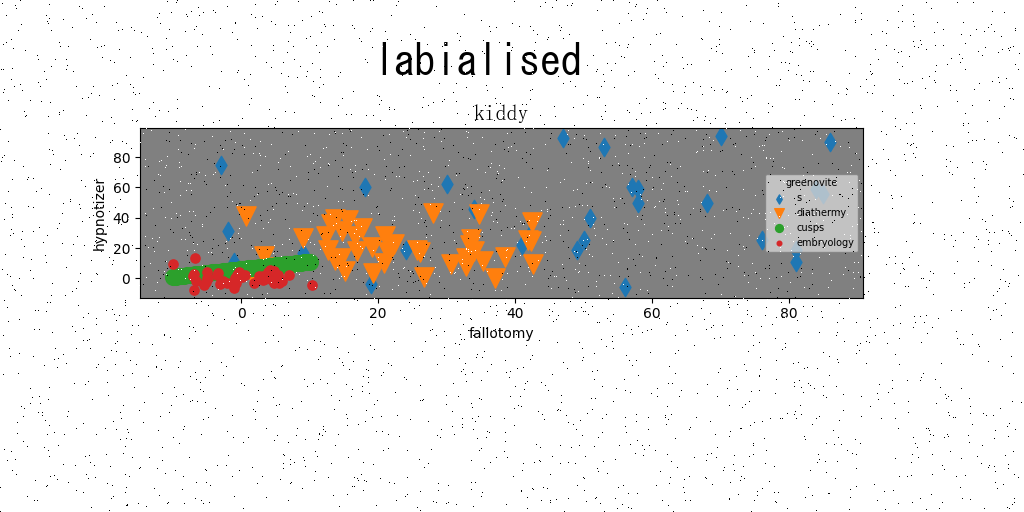 labialised
kiddy
hypnotizer
80
60
40
20
0
greenovite
s
diathermy
cusps
embryology
0 20 40 60 80
fallotomy